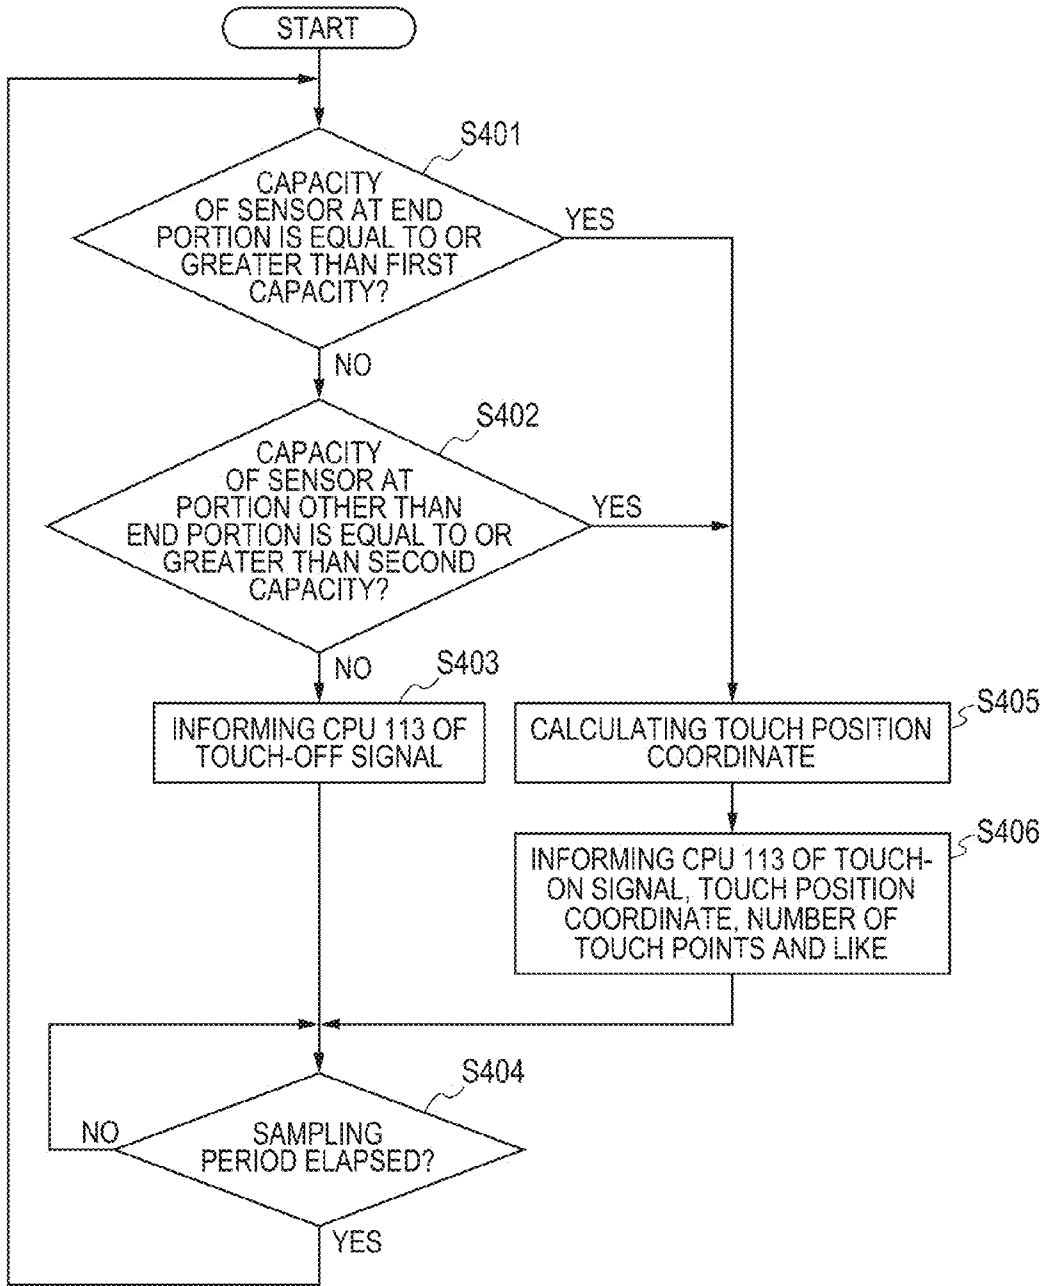 START
S401
CAPACITY
OF SENSOR AT END
PORTION IS EQUAL TO OR
GREATER THAN FIRST
CAPACITY?
YES
NO
S402
CAPACITY
OF SENSOR AT
PORTION OTHER THAN
END PORTION IS EQUAL TO OR
GREATER THAN SECOND
CAPACITY?
YES
NO
S403
INFORMING CPU 113 OF
TOUCH-OFF SIGNAL
S405
CALCULATING TOUCH POSITION
COORDINATE
S406
INFORMING CPU 113 OF TOUCH-
ON SIGNAL, TOUCH POSITION
COORDINATE, NUMBER OF
TOUCH POINTS AND LIKE
S404
SAMPLING
PERIOD ELAPSED?
NO
YES